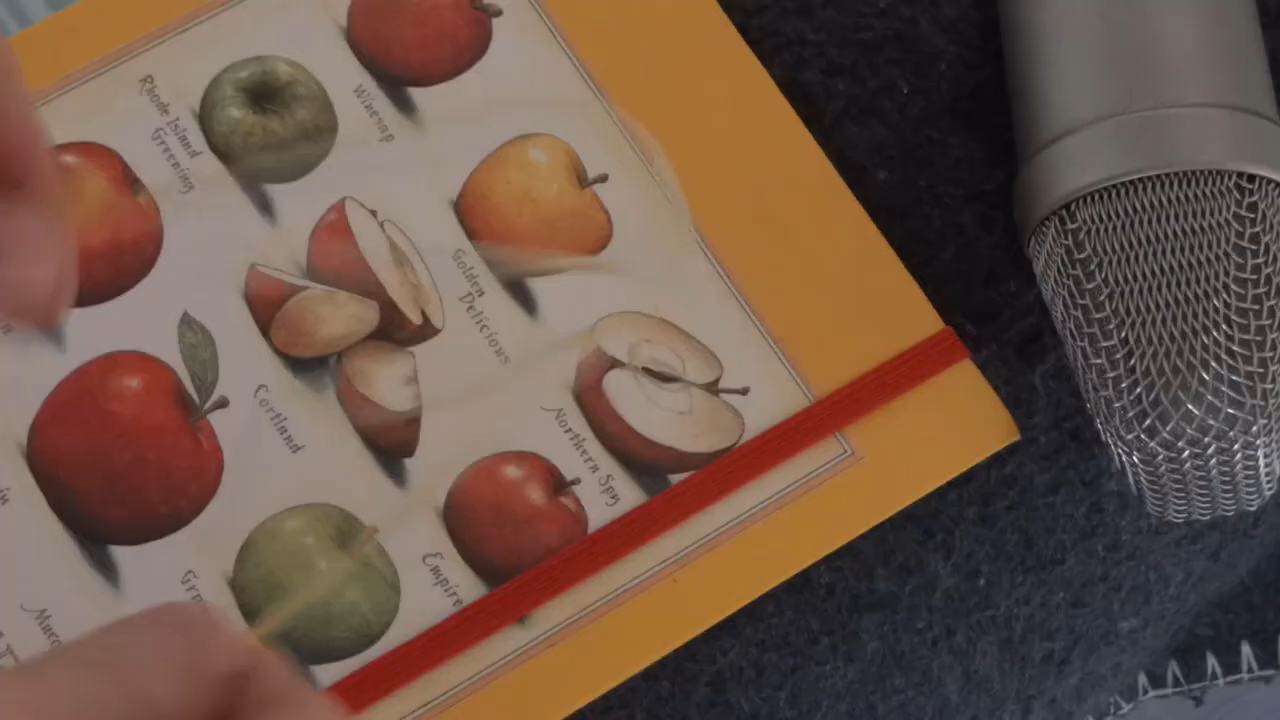 Winesap
Rhode Island
Greening
Golden
Delicious
Cortland
Northern Spy
Empire